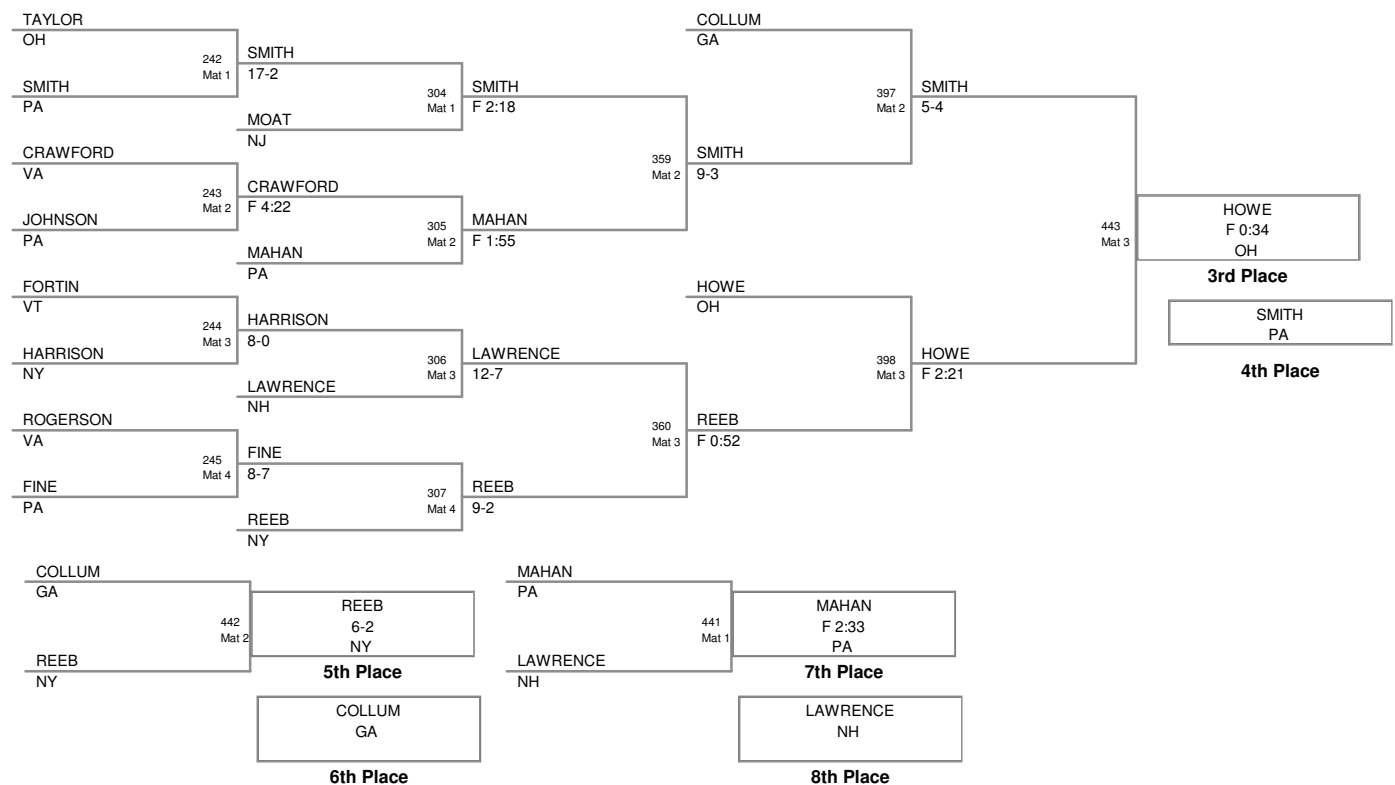 TAYLOR
OH
242
Mat 1
SMITH
PA
SMITH
17-2
304
Mat 1
MOAT
NJ
SMITH
F 2:18
CRAWFORD
VA
243
Mat 2
JOHNSON
PA
CRAWFORD
F 4:22
305
Mat 2
MAHAN
PA
MAHAN
F 1:55
359
Mat 2
SMITH
9-3
COLLUM
GA
397
Mat 2
SMITH
5-4
FORTIN
VT
244
Mat 3
HARRISON
NY
HARRISON
8-0
306
Mat 3
LAWRENCE
NH
LAWRENCE
12-7
ROGERSON
VA
245
Mat 4
FINE
PA
FINE
8-7
307
Mat 4
REEB
NY
REEB
9-2
360
Mat 3
REEB
F 0:52
HOWE
OH
398
Mat 3
HOWE
F 2:21
443
Mat 3
HOWE
F 0:34
OH
3rd Place
SMITH
PA
4th Place
COLLUM
GA
442
Mat 2
REEB
NY
REEB
6-2
NY
5th Place
COLLUM
GA
6th Place
MAHAN
PA
441
Mat 1
LAWRENCE
NH
MAHAN
F 2:33
PA
7th Place
LAWRENCE
NH
8th Place